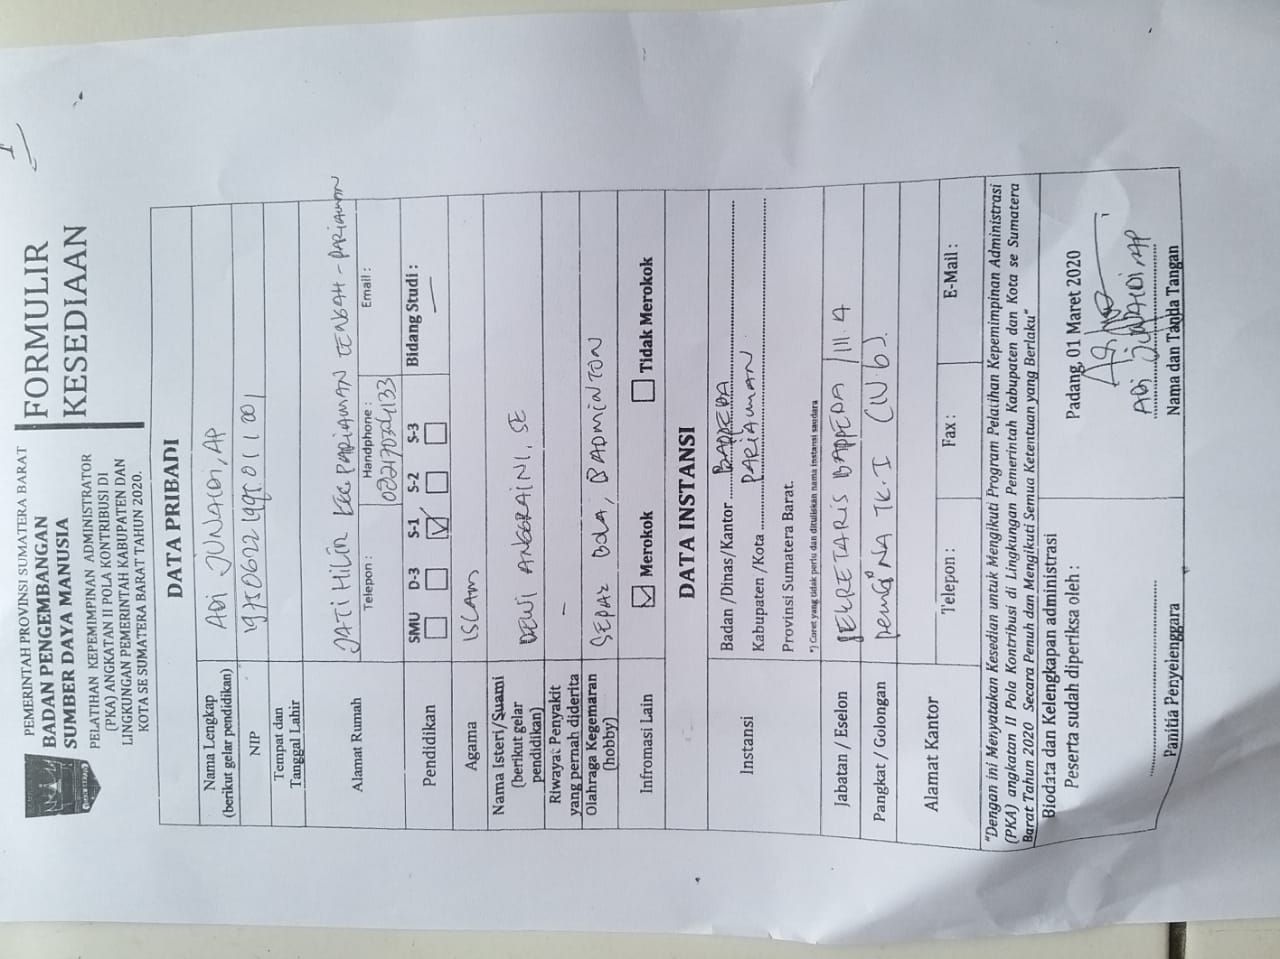 PEMERINTAH PROVINSI SUMATERA BARAT
BADAN PENGEMBANGAN
SUMBER DAYA MANUSIA
PELATIHAN KEPEMIMPINAN ADMINISTRATOR
(PKA) ANGKATAN II POLA KONTRIBUSI DI
LINGKUNGAN PEMERINTAH KABUPATEN DAN
KOTA SE SUMATERA BARAT TAHUN 2020.
FORMULIR
KESEDIAAN
DATA PRIBADI
Nama Lengkap
(berikut gelar pendidikan)
ADI JUNAIDI, AP
NIP
19750622 199501 1 001
Tempat dan
Tanggal Lahir
Alamat Rumah
JATI HILIR KEC PARIAMAN TENGAH - PARIAMAN
Telepon :
Handphone :
Email :
Pendidikan
SMU D-3 S-1 S-2 S-3
Bidang Studi :
Agama
ISLAM
Nama Isteri/Suami
(berikut gelar
pendidikan)
DEWI ANGGRAINI, SE
Riwayat Penyakit
yang pernah diderita
-
Olahraga Kegemaran
(hobby)
SEPAK BOLA, BADMINTON
Infromasi Lain
Merokok
Tidak Merokok
DATA INSTANSI
Instansi
Badan /Dinas/Kantor BAPPEDA
Kabupaten /Kota PARIAMAN
Provinsi Sumatera Barat.
*) Coret yang tidak perlu dan dituliskan nama instansi saudara
Jabatan / Eselon
SEKRETARIS BAPPEDA / III.A
Pangkat / Golongan
PEMBINA TK.I (IV b).
Alamat Kantor
Telepon :
Fax :
E-Mail :
"Dengan ini Menyatakan Kesedian untuk Mengikuti Program Pelatihan Kepemimpinan Administrasi
(PKA) angkatan II Pola Kontribusi di Lingkungan Pemerintah Kabupaten dan Kota se Sumatera
Barat Tahun 2020 Secara Penuh dan Mengikuti Semua Ketentuan yang Berlaku"
Biodata dan Kelengkapan administrasi
Peserta sudah diperiksa oleh :
Panitia Penyelenggara
Padang, 01 Maret 2020
ADI JUNAIDI, AP
Nama dan Tanda Tangan